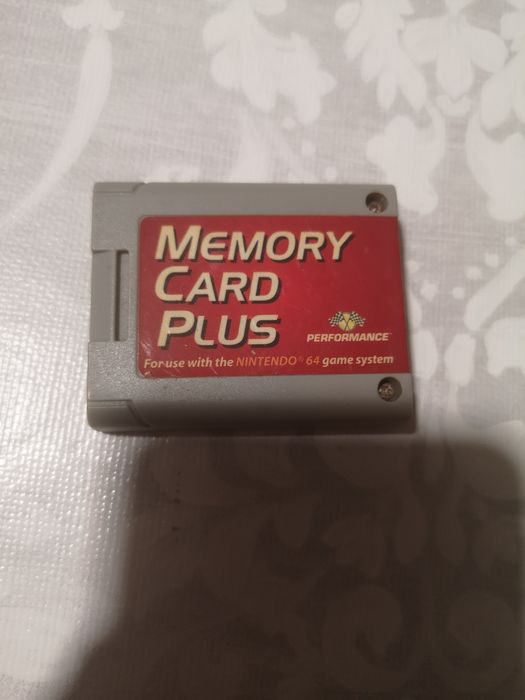 MEMORY
CARD
PLUS
PERFORMANCE
For use with the NINTENDO® 64 game system